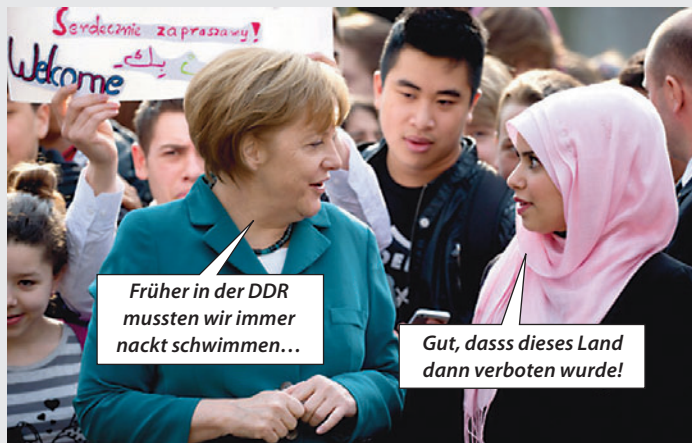 Serdecznie zapraszamy!
Welcome
Früher in der DDR
mussten wir immer
nackt schwimmen…
Gut, dasss dieses Land
dann verboten wurde!